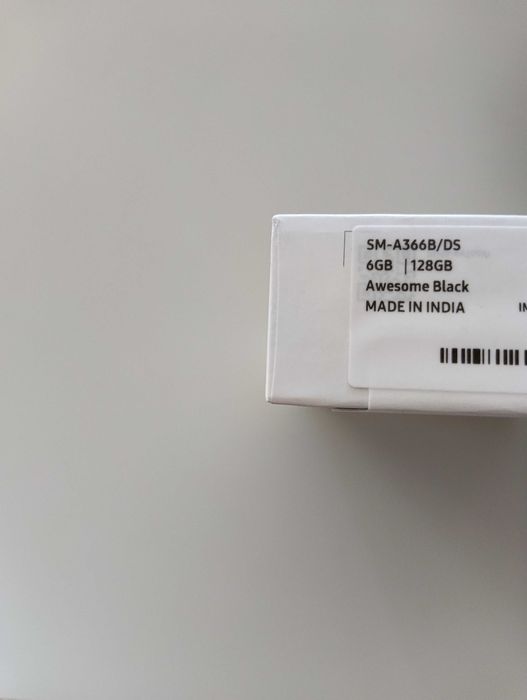 SM-A366B/DS
6GB | 128GB
Awesome Black
MADE IN INDIA